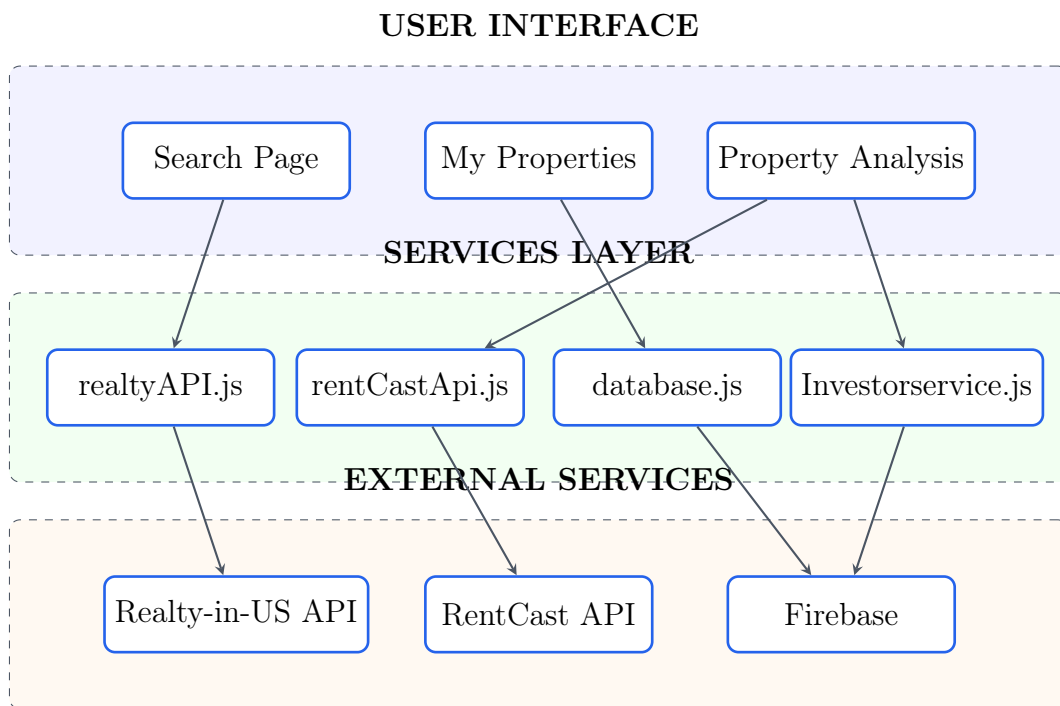 USER INTERFACE
Search Page
My Properties
Property Analysis
SERVICES LAYER
realtyAPI.js
rentCastApi.js
database.js
Investorservice.js
EXTERNAL SERVICES
Realty-in-US API
RentCast API
Firebase